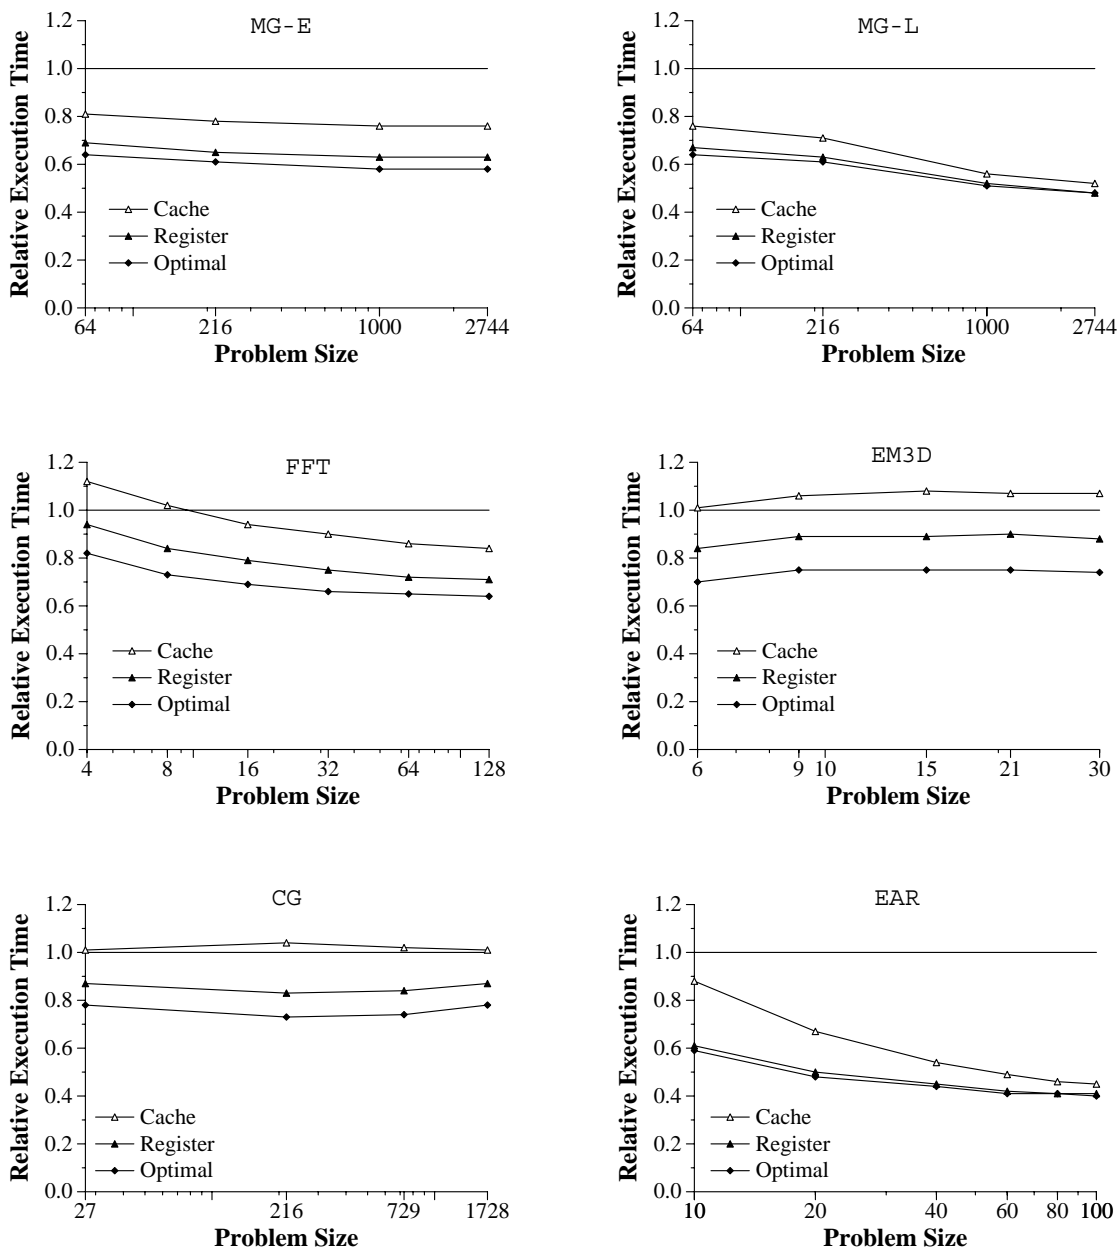 MG-E
Relative Execution Time
1.2
1.0
0.8
0.6
0.4
0.2
0.0
Cache
Register
Optimal
64 216 1000 2744
Problem Size
MG-L
Relative Execution Time
1.2
1.0
0.8
0.6
0.4
0.2
0.0
Cache
Register
Optimal
64 216 1000 2744
Problem Size
FFT
Relative Execution Time
1.2
1.0
0.8
0.6
0.4
0.2
0.0
Cache
Register
Optimal
4 8 16 32 64 128
Problem Size
EM3D
Relative Execution Time
1.2
1.0
0.8
0.6
0.4
0.2
0.0
Cache
Register
Optimal
6 9 10 15 21 30
Problem Size
CG
Relative Execution Time
1.2
1.0
0.8
0.6
0.4
0.2
0.0
Cache
Register
Optimal
27 216 729 1728
Problem Size
EAR
Relative Execution Time
1.2
1.0
0.8
0.6
0.4
0.2
0.0
Cache
Register
Optimal
10 20 40 60 80 100
Problem Size